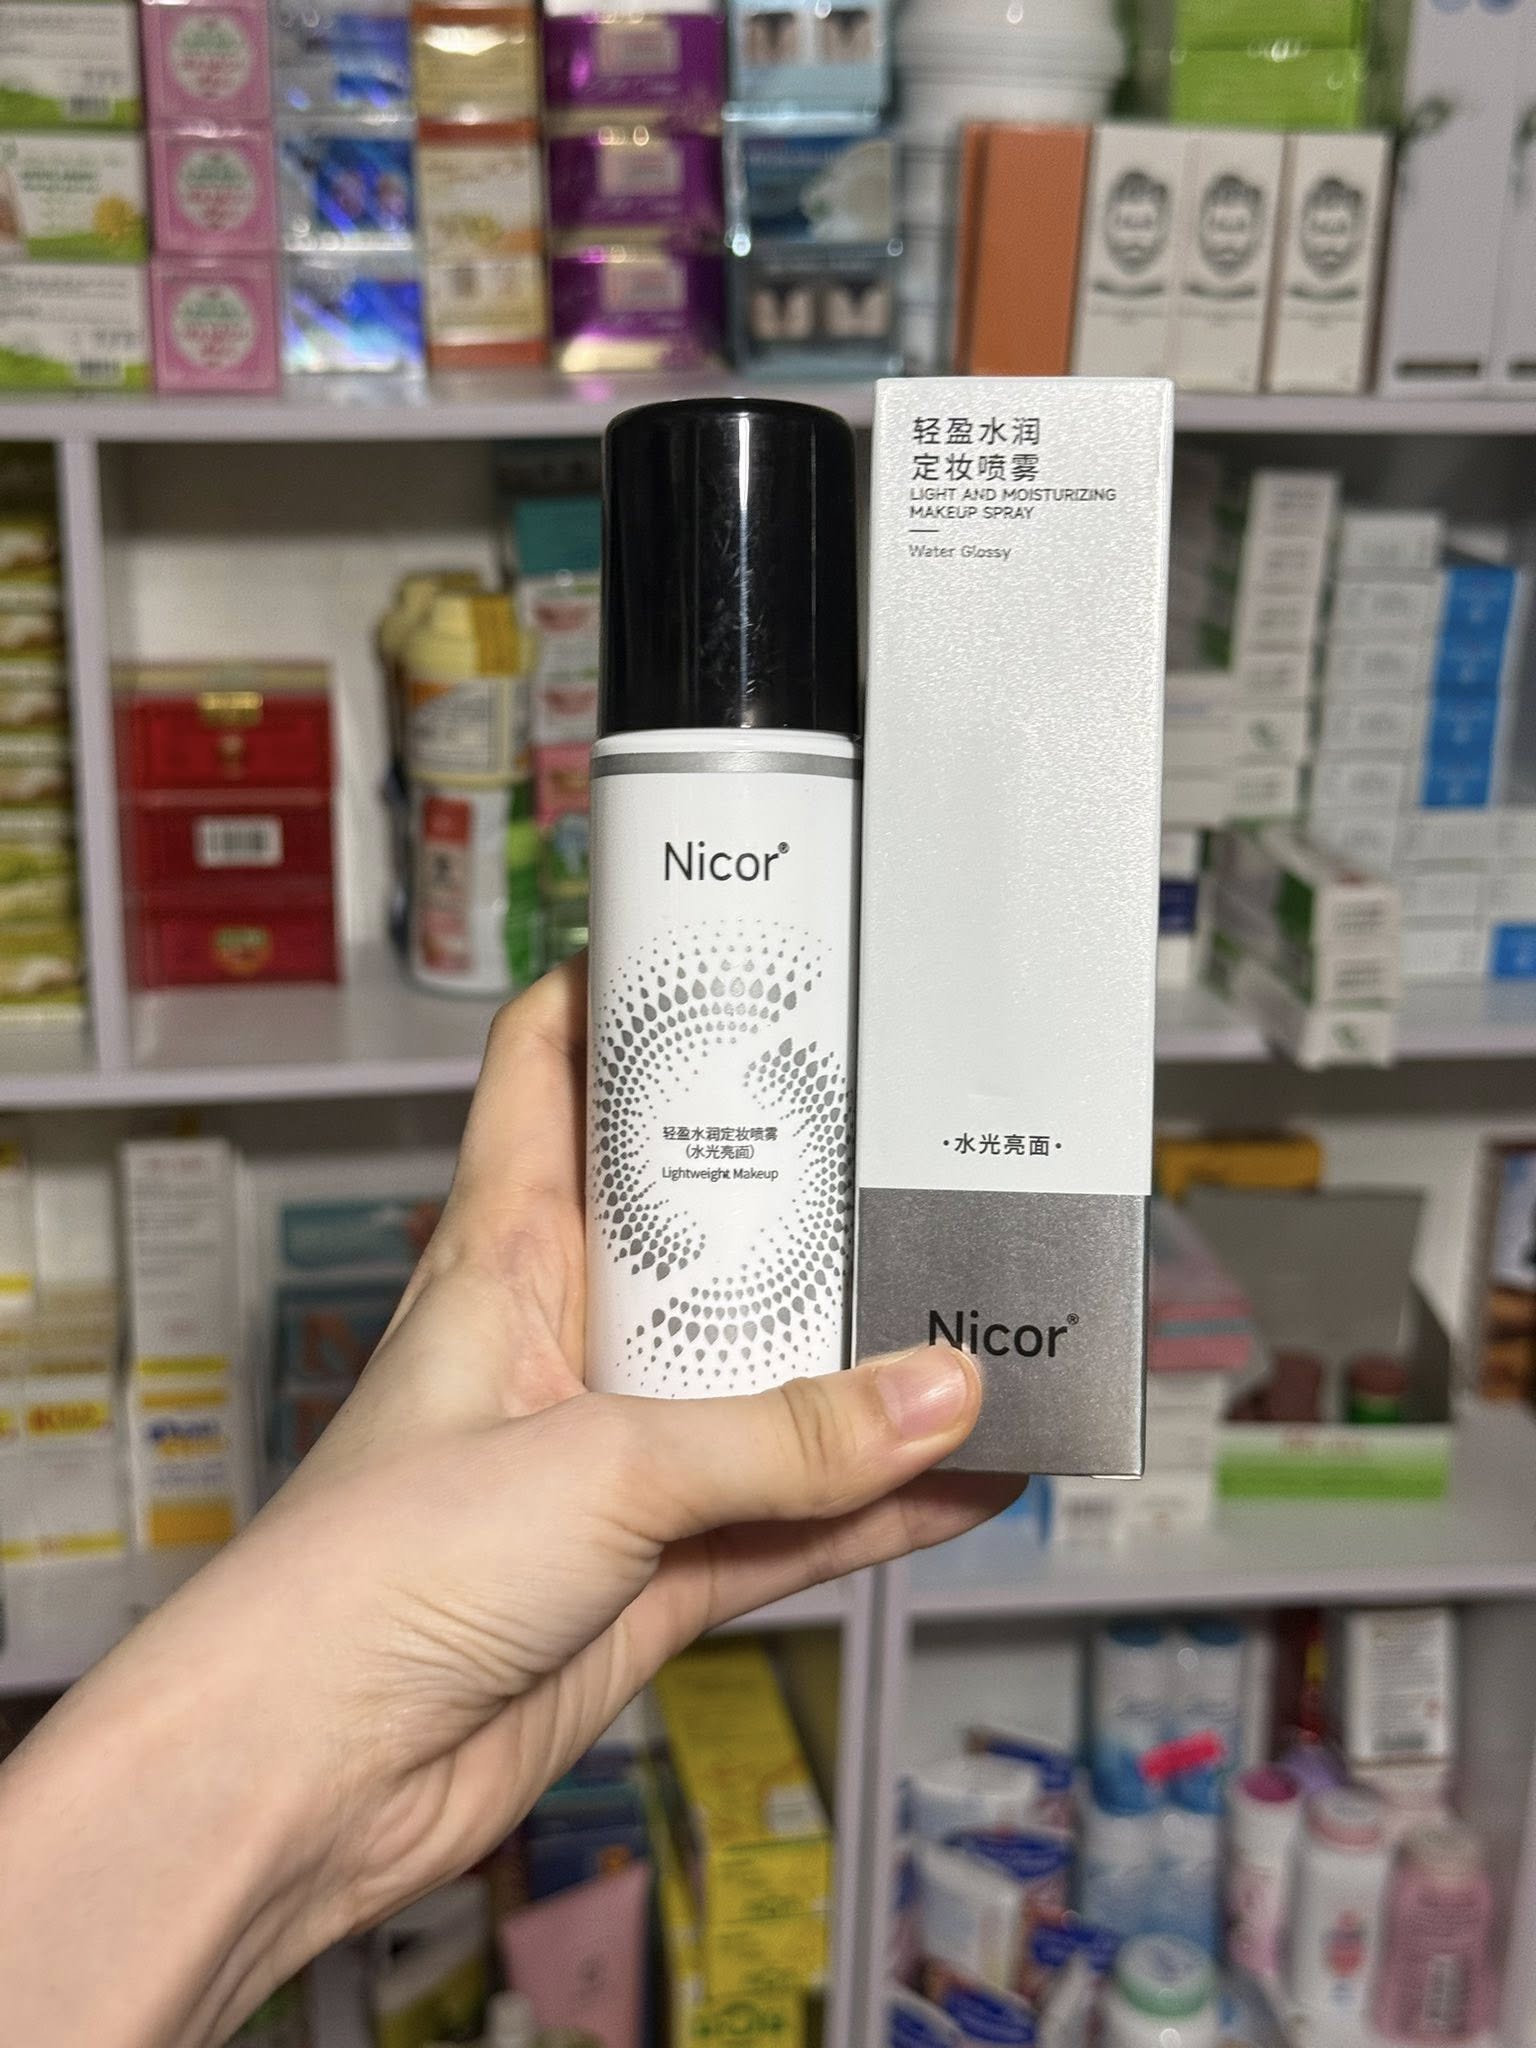 Nicor®
轻盈水润定妆喷雾
(水光亮面)
Lightweight Makeup
轻盈水润
定妆喷雾
LIGHT AND MOISTURIZING
MAKEUP SPRAY
Water Glossy
·水光亮面·
Nicor®